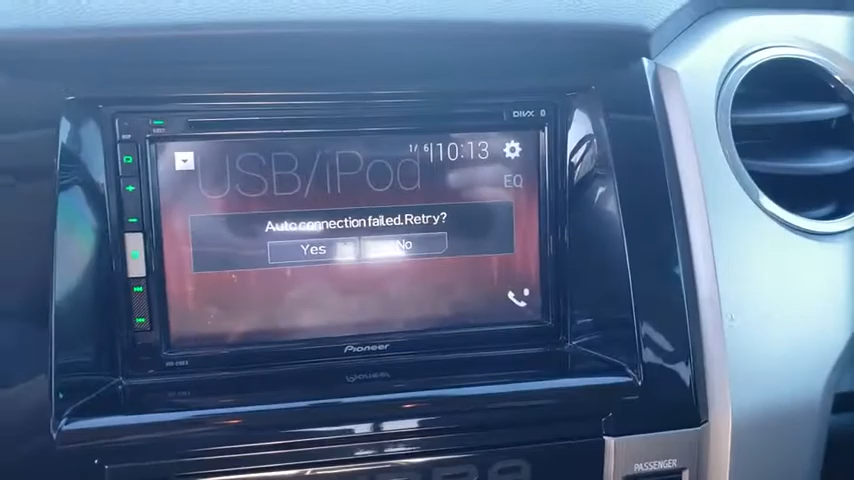 DIVX
USB/iPod
1/6
10:13
EQ
Auto connection failed.Retry?
Yes
No
Pioneer
PASSENGER